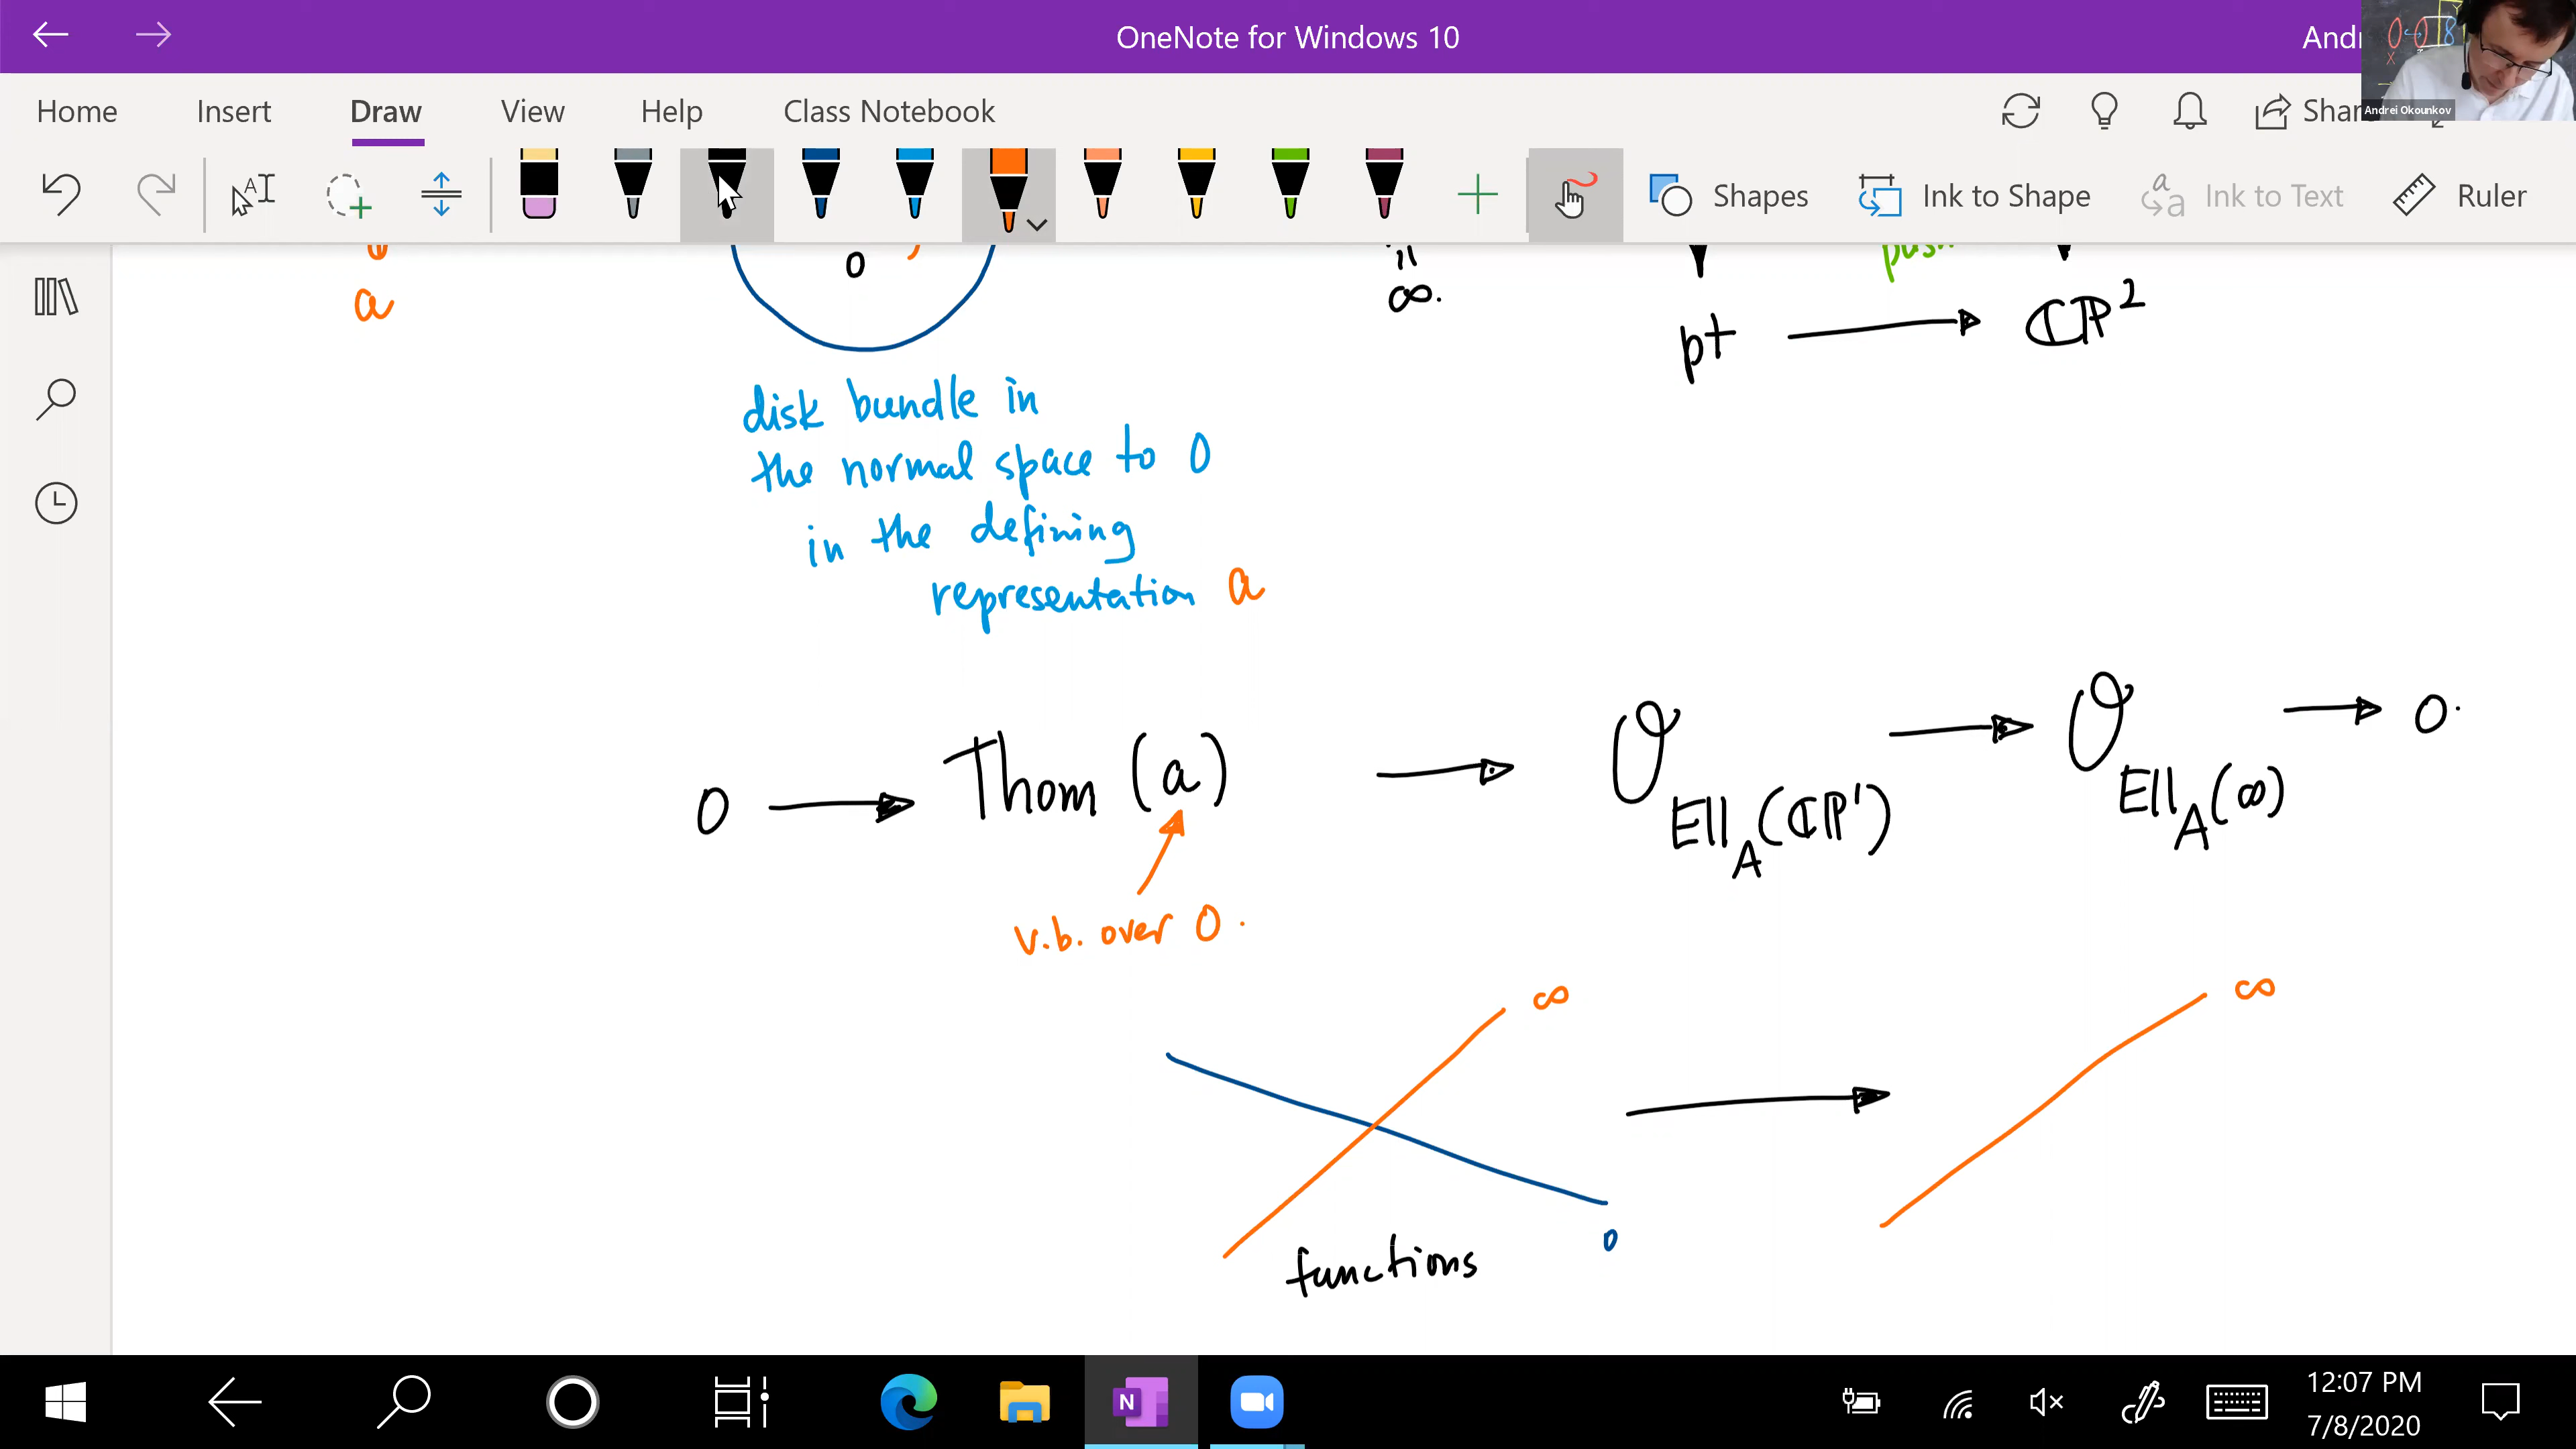 OneNote for Windows 10
Andrei Okounkov
Home Insert Draw View Help Class Notebook
Shapes Ink to Shape Ink to Text Ruler
0
a
∞.
pt → ℂP²
disk bundle in
the normal space to 0
in the defining
representation a
0 → Thom (a) → 𝒪 Ell_A(ℂP¹) → 𝒪 Ell_A(∞) → 0.
v.b. over 0.
∞
∞
0
functions
12:07 PM
7/8/2020